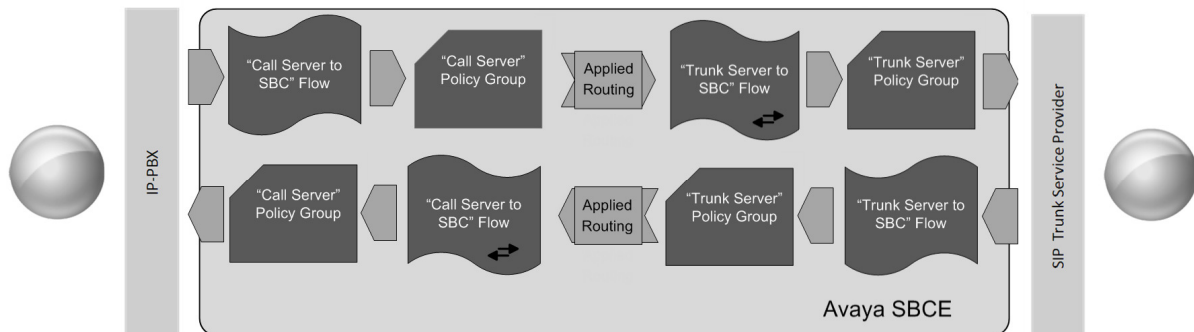 IP-PBX
“Call Server to
SBC” Flow
“Call Server”
Policy Group
Applied
Routing
“Trunk Server to
SBC” Flow
“Trunk Server”
Policy Group
“Call Server”
Policy Group
“Call Server to
SBC” Flow
Applied
Routing
“Trunk Server”
Policy Group
“Trunk Server to
SBC” Flow
Avaya SBCE
SIP Trunk Service Provider